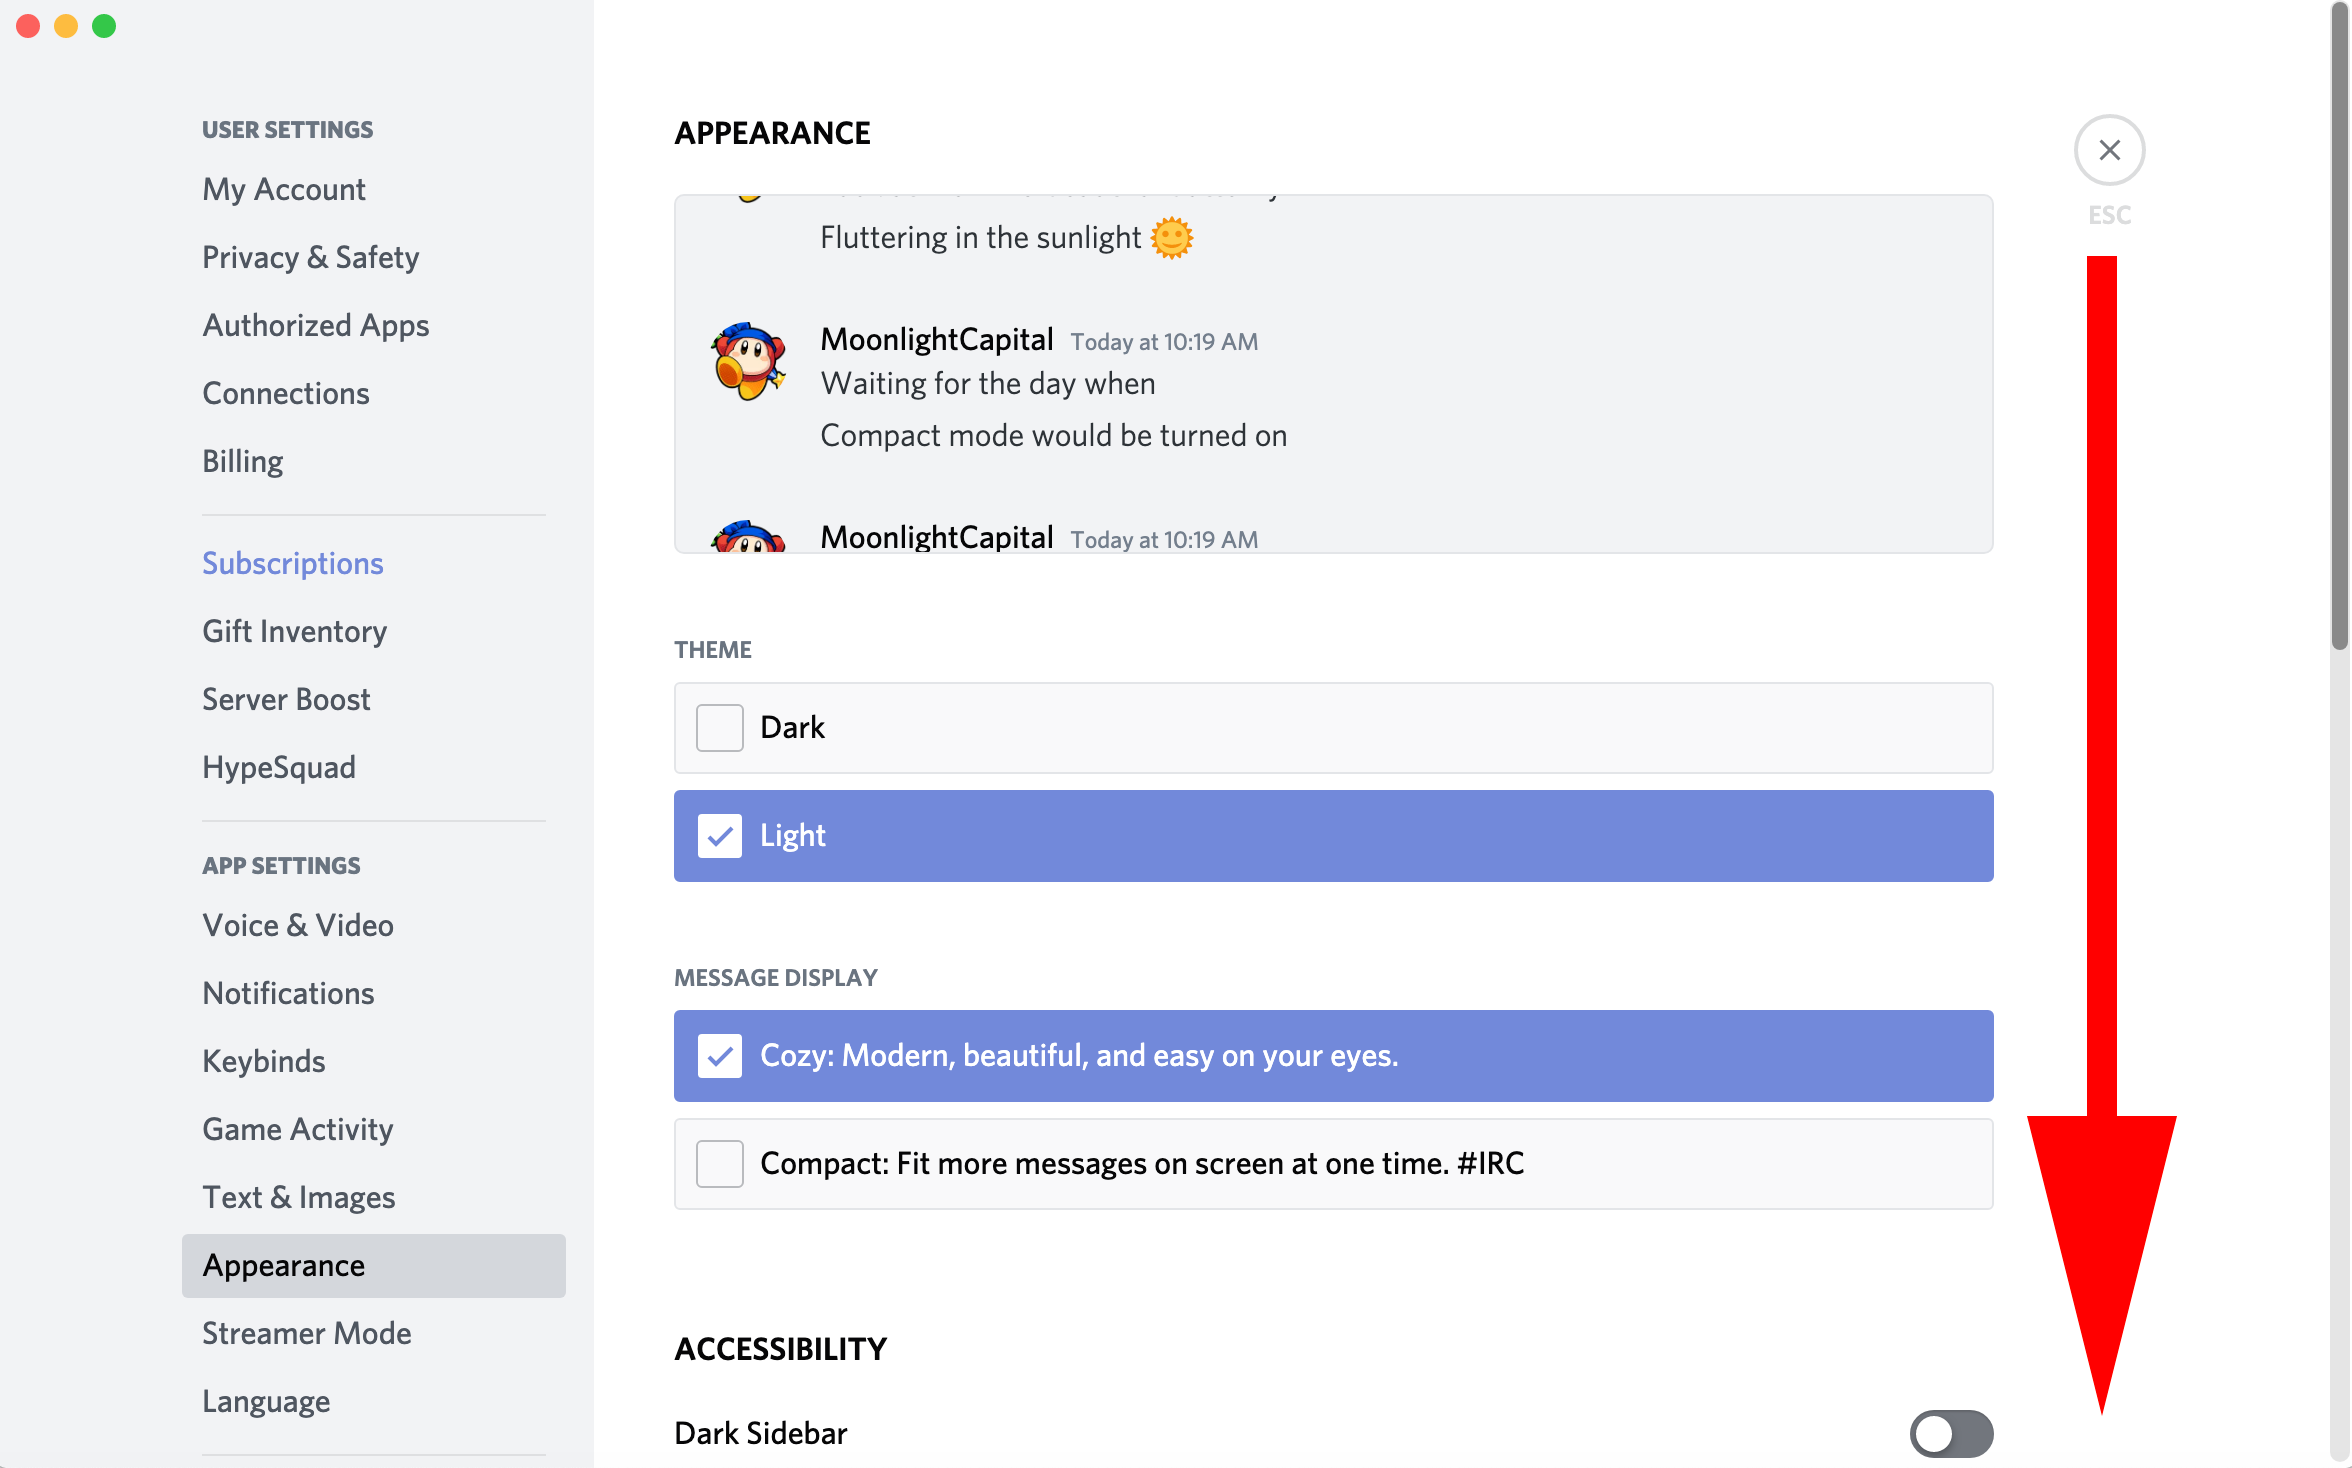 USER SETTINGS
My Account
Privacy & Safety
Authorized Apps
Connections
Billing
Subscriptions
Gift Inventory
Server Boost
HypeSquad
APP SETTINGS
Voice & Video
Notifications
Keybinds
Game Activity
Text & Images
Appearance
Streamer Mode
Language
APPEARANCE
Fluttering in the sunlight 🌞
MoonlightCapital Today at 10:19 AM
Waiting for the day when
Compact mode would be turned on
MoonlightCapital Today at 10:19 AM
THEME
Dark
Light
MESSAGE DISPLAY
Cozy: Modern, beautiful, and easy on your eyes.
Compact: Fit more messages on screen at one time. #IRC
ACCESSIBILITY
Dark Sidebar
ESC